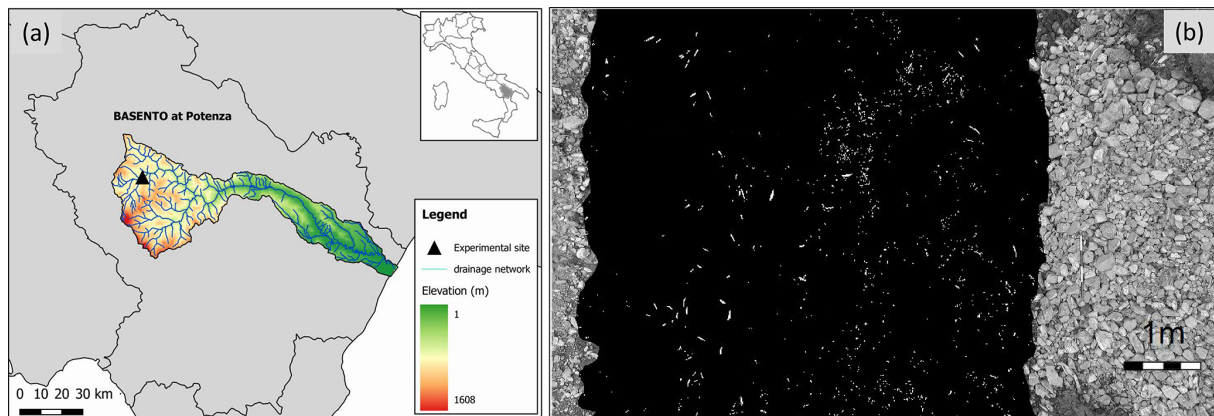 (a)
BASENTO at Potenza
Legend
Experimental site
drainage network
Elevation (m)
1
1608
0 10 20 30 km
(b)
1m